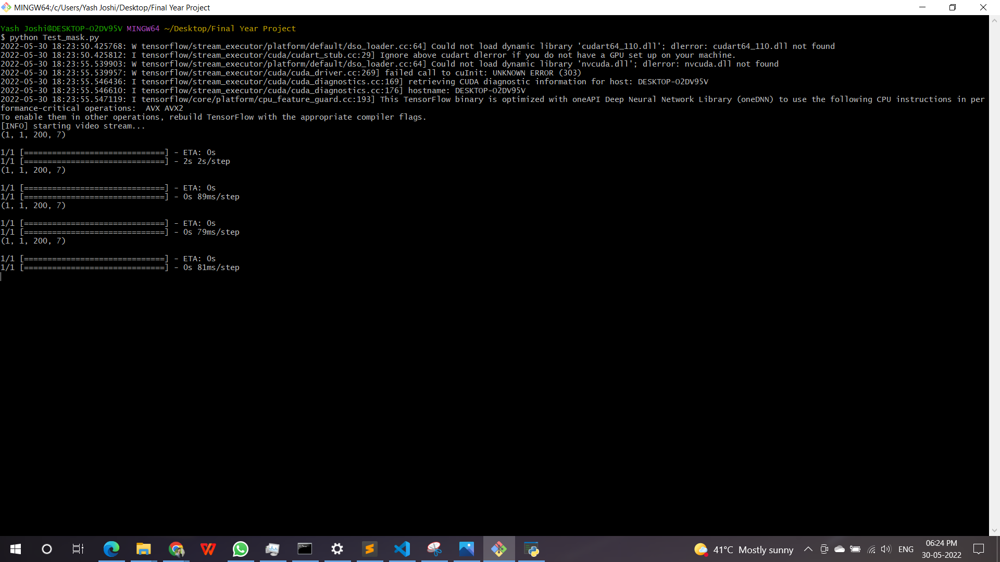 MINGW64:/c/Users/Yash Joshi/Desktop/Final Year Project
Yash Joshi@DESKTOP-O2DV95V MINGW64 ~/Desktop/Final Year Project
$ python Test_mask.py
2022-05-30 18:23:50.425768: W tensorflow/stream_executor/platform/default/dso_loader.cc:64] Could not load dynamic library 'cudart64_110.dll'; dlerror: cudart64_110.dll not found
2022-05-30 18:23:50.425812: I tensorflow/stream_executor/cuda/cudart_stub.cc:29] Ignore above cudart dlerror if you do not have a GPU set up on your machine.
2022-05-30 18:23:55.539903: W tensorflow/stream_executor/platform/default/dso_loader.cc:64] Could not load dynamic library 'nvcuda.dll'; dlerror: nvcuda.dll not found
2022-05-30 18:23:55.539957: W tensorflow/stream_executor/cuda/cuda_driver.cc:269] failed call to cuInit: UNKNOWN ERROR (303)
2022-05-30 18:23:55.546436: I tensorflow/stream_executor/cuda/cuda_diagnostics.cc:169] retrieving CUDA diagnostic information for host: DESKTOP-O2DV95V
2022-05-30 18:23:55.546610: I tensorflow/stream_executor/cuda/cuda_diagnostics.cc:176] hostname: DESKTOP-O2DV95V
2022-05-30 18:23:55.547119: I tensorflow/core/platform/cpu_feature_guard.cc:193] This TensorFlow binary is optimized with oneAPI Deep Neural Network Library (oneDNN) to use the following CPU instructions in per
formance-critical operations:  AVX AVX2
To enable them in other operations, rebuild TensorFlow with the appropriate compiler flags.
[INFO] starting video stream...
(1, 1, 200, 7)
1/1 [==============================] - ETA: 0s
1/1 [==============================] - 2s 2s/step
(1, 1, 200, 7)
1/1 [==============================] - ETA: 0s
1/1 [==============================] - 0s 89ms/step
(1, 1, 200, 7)
1/1 [==============================] - ETA: 0s
1/1 [==============================] - 0s 79ms/step
(1, 1, 200, 7)
1/1 [==============================] - ETA: 0s
1/1 [==============================] - 0s 81ms/step
41°C Mostly sunny
ENG
06:24 PM
30-05-2022